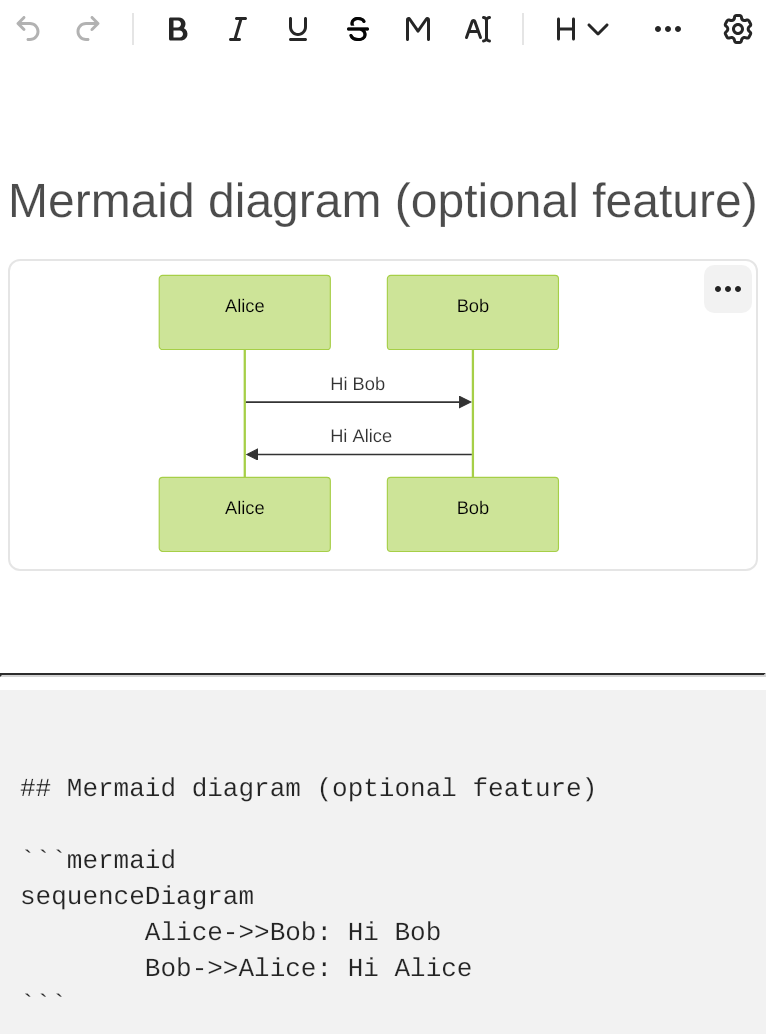 B I U S M A H
Mermaid diagram (optional feature)
Alice Bob
Hi Bob
Hi Alice
Alice Bob
## Mermaid diagram (optional feature)
```mermaid
sequenceDiagram
        Alice->>Bob: Hi Bob
        Bob->>Alice: Hi Alice
```